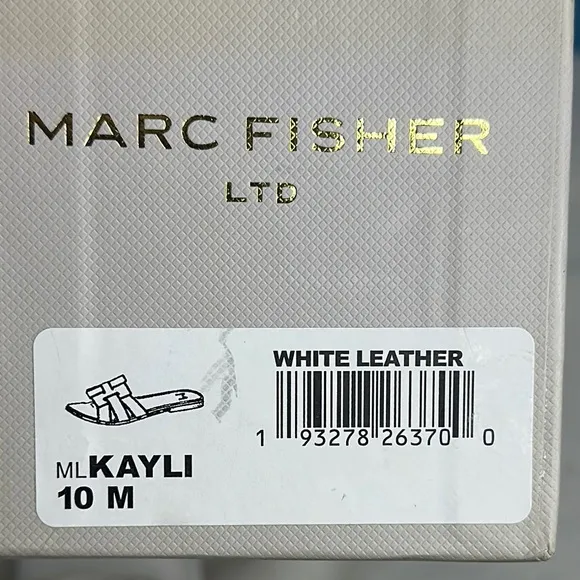 MARC FISHER
LTD
WHITE LEATHER
1 93278 26370 0
MLKAYLI
10 M